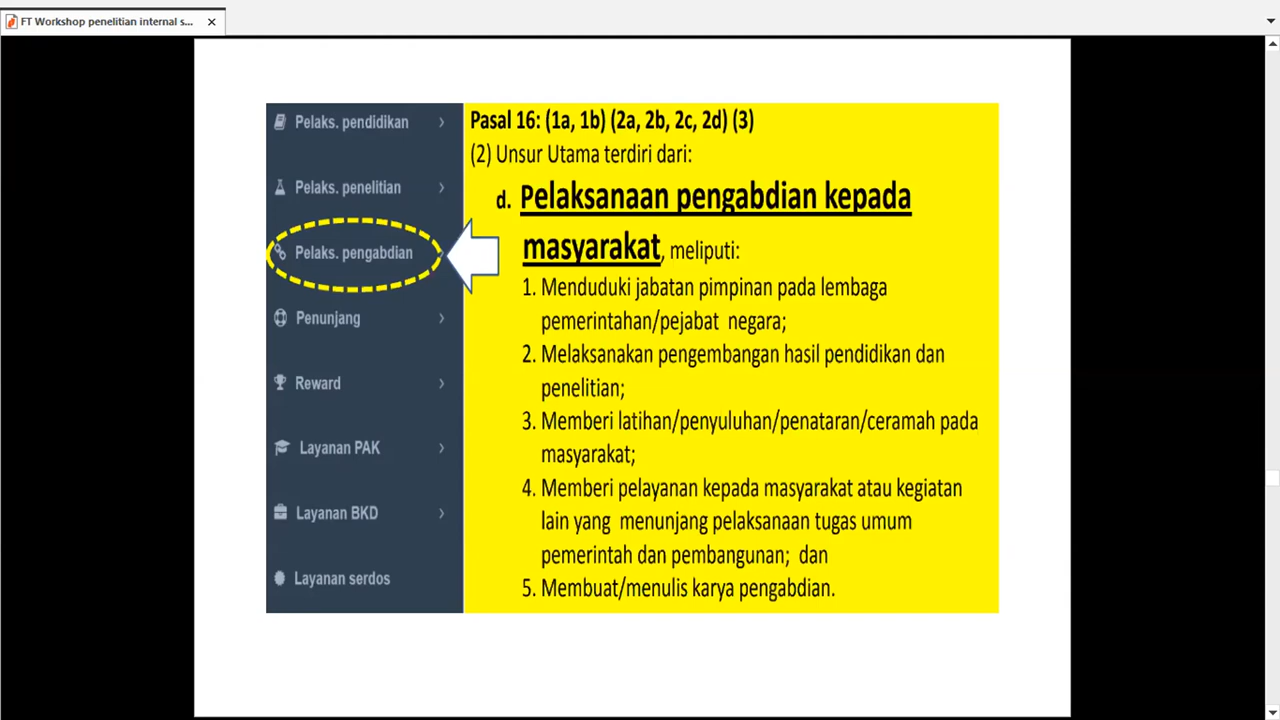 FT Workshop penelitian internal s...
Pelaks. pendidikan
Pelaks. penelitian
Pelaks. pengabdian
Penunjang
Reward
Layanan PAK
Layanan BKD
Layanan serdos
Pasal 16: (1a, 1b) (2a, 2b, 2c, 2d) (3)
(2) Unsur Utama terdiri dari:
d. Pelaksanaan pengabdian kepada
masyarakat, meliputi:
1. Menduduki jabatan pimpinan pada lembaga
pemerintahan/pejabat negara;
2. Melaksanakan pengembangan hasil pendidikan dan
penelitian;
3. Memberi latihan/penyuluhan/penataran/ceramah pada
masyarakat;
4. Memberi pelayanan kepada masyarakat atau kegiatan
lain yang menunjang pelaksanaan tugas umum
pemerintah dan pembangunan; dan
5. Membuat/menulis karya pengabdian.